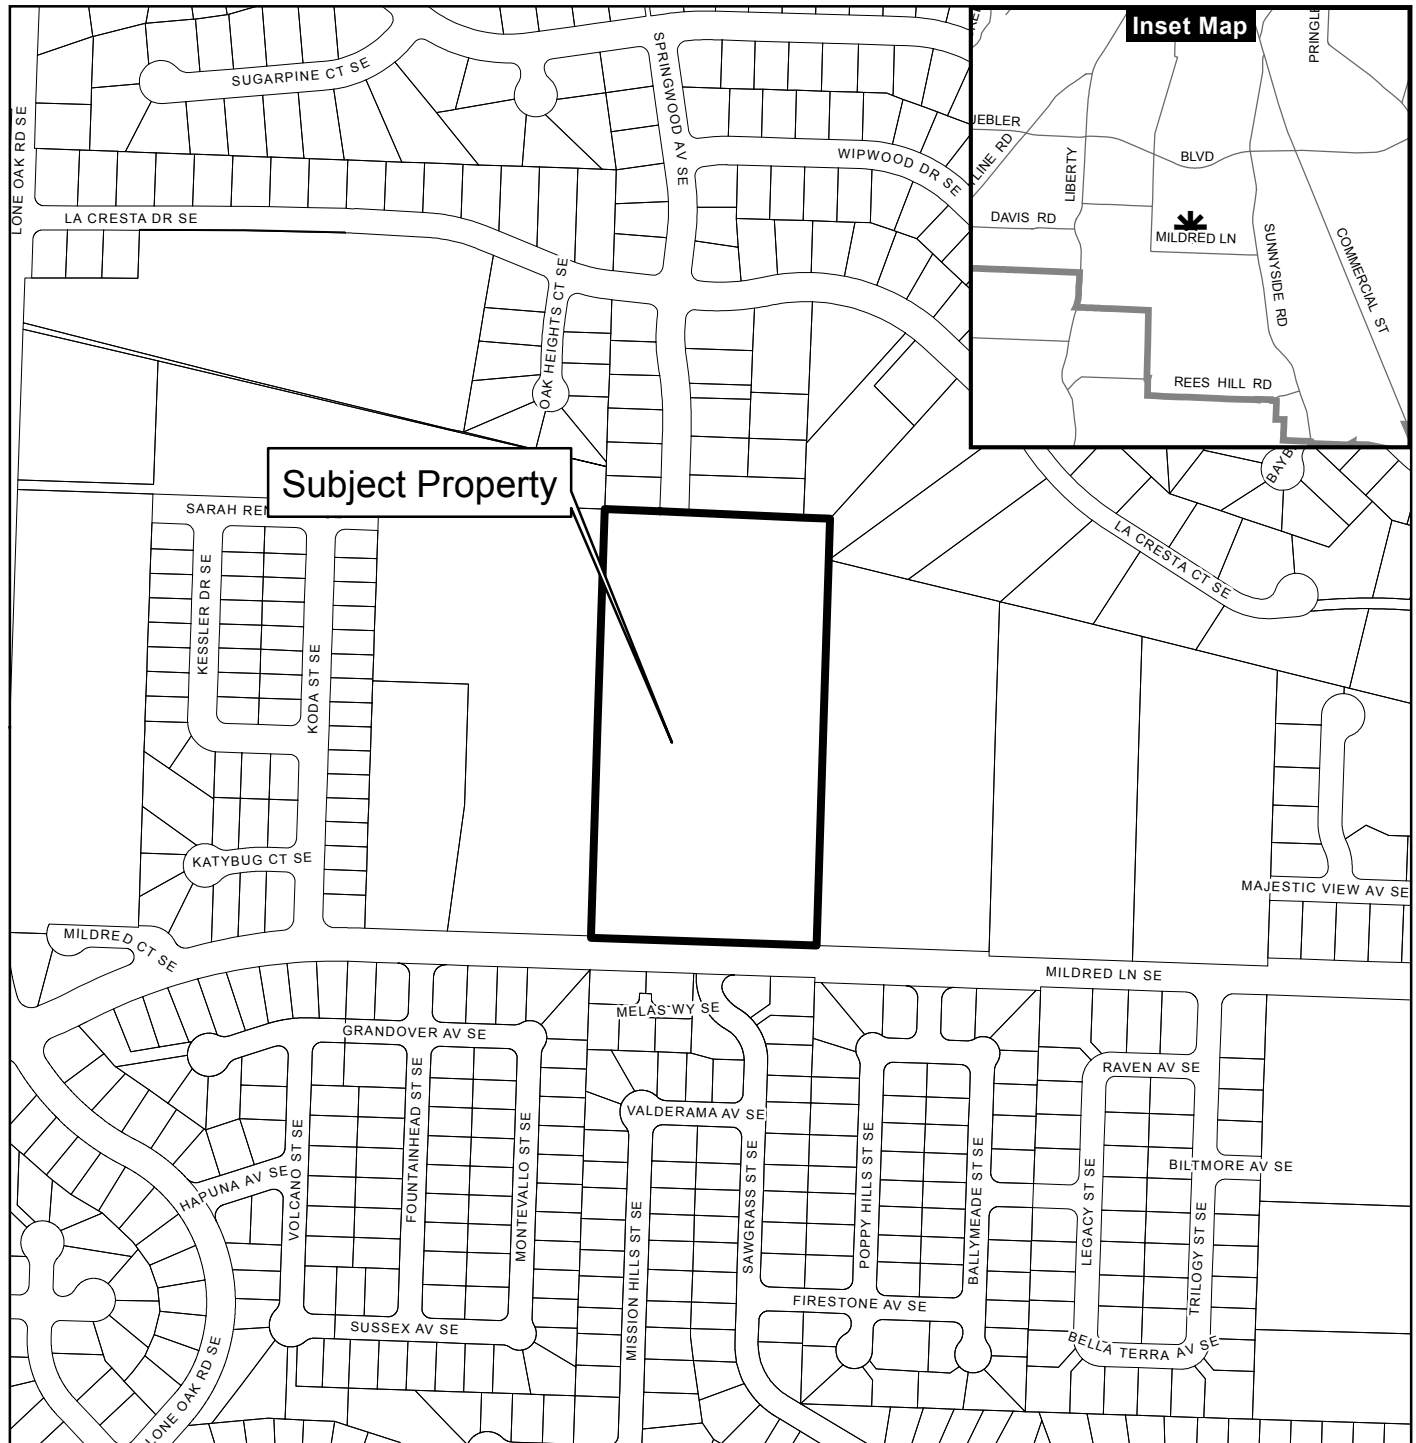 Inset Map
PRINGLE
SUGARPINE CT SE
SPRINGWOOD AV SE
LONE OAK RD SE
WIPWOOD DR SE
LA CRESTA DR SE
OAK HEIGHTS CT SE
UEBLER
BLVD
LINE RD
LIBERTY
DAVIS RD
MILDRED LN
SUNNYSIDE RD
COMMERCIAL ST
REES HILL RD
Subject Property
SARAH REN
BAYB
LA CRESTA CT SE
KESSLER DR SE
KODA ST SE
KATYBUG CT SE
MAJESTIC VIEW AV SE
MILDRED CT SE
MILDRED LN SE
MELAS WY SE
GRANDOVER AV SE
RAVEN AV SE
VALDERAMA AV SE
BILTMORE AV SE
HAPUNA AV SE
VOLCANO ST SE
FOUNTAINHEAD ST SE
MONTEVALLO ST SE
MISSION HILLS ST SE
SAWGRASS ST SE
POPPY HILLS ST SE
BALLYMEADE ST SE
LEGACY ST SE
TRILOGY ST SE
FIRESTONE AV SE
SUSSEX AV SE
BELLA TERRA AV SE
LONE OAK RD SE